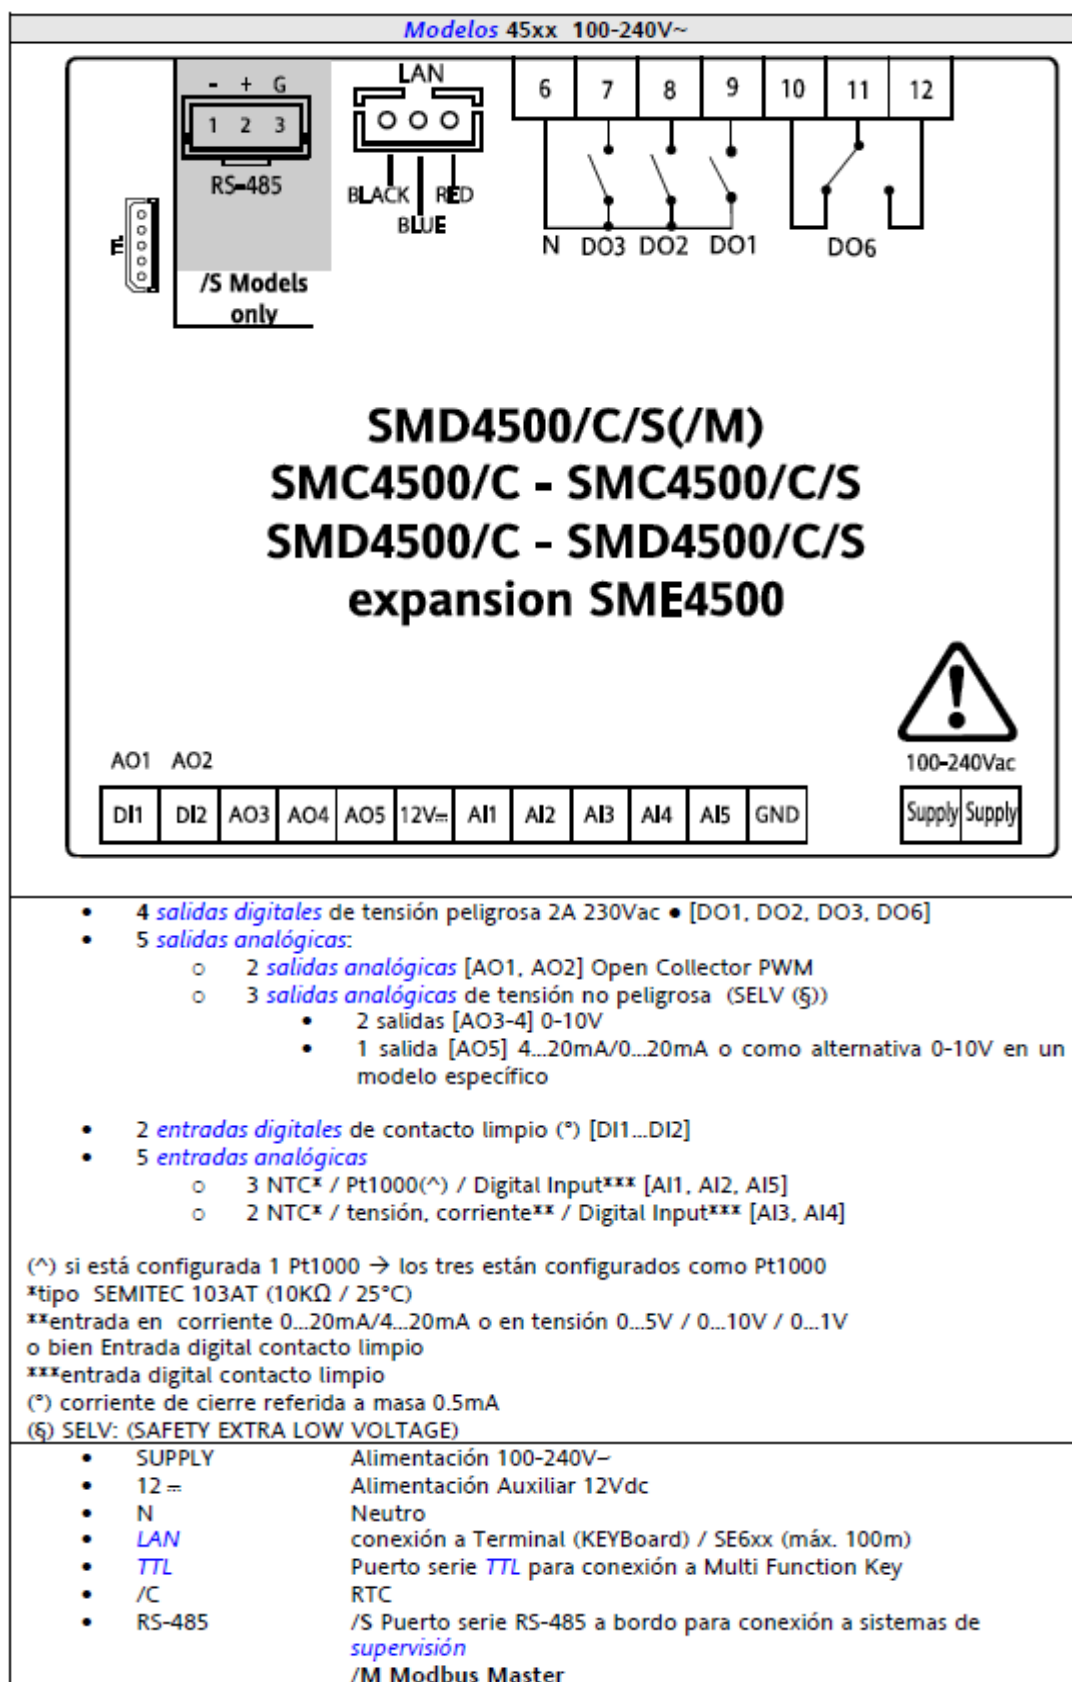 Modelos 45xx 100-240V~
- + G
1 2 3
RS-485
/S Models
only
LAN
BLACK RED
BLUE
6 7 8 9 10 11 12
N DO3 DO2 DO1 DO6
SMD4500/C/S(/M)
SMC4500/C - SMC4500/C/S
SMD4500/C - SMD4500/C/S
expansion SME4500
100-240Vac
AO1 AO2
DI1 DI2 AO3 AO4 AO5 12V⎓ AI1 AI2 AI3 AI4 AI5 GND Supply Supply
• 4 salidas digitales de tensión peligrosa 2A 230Vac ● [DO1, DO2, DO3, DO6]
• 5 salidas analógicas:
o 2 salidas analógicas [AO1, AO2] Open Collector PWM
o 3 salidas analógicas de tensión no peligrosa (SELV (§))
• 2 salidas [AO3-4] 0-10V
• 1 salida [AO5] 4...20mA/0...20mA o como alternativa 0-10V en un
modelo específico
• 2 entradas digitales de contacto limpio (°) [DI1...DI2]
• 5 entradas analógicas
o 3 NTC* / Pt1000(^) / Digital Input*** [AI1, AI2, AI5]
o 2 NTC* / tensión, corriente** / Digital Input*** [AI3, AI4]
(^) si está configurada 1 Pt1000 → los tres están configurados como Pt1000
*tipo SEMITEC 103AT (10KΩ / 25°C)
**entrada en corriente 0...20mA/4...20mA o en tensión 0...5V / 0...10V / 0...1V
o bien Entrada digital contacto limpio
***entrada digital contacto limpio
(°) corriente de cierre referida a masa 0.5mA
(§) SELV: (SAFETY EXTRA LOW VOLTAGE)
• SUPPLY Alimentación 100-240V~
• 12 ⎓ Alimentación Auxiliar 12Vdc
• N Neutro
• LAN conexión a Terminal (KEYBoard) / SE6xx (máx. 100m)
• TTL Puerto serie TTL para conexión a Multi Function Key
• /C RTC
• RS-485 /S Puerto serie RS-485 a bordo para conexión a sistemas de
supervisión
/M Modbus Master